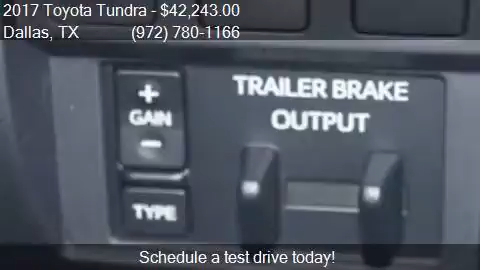 2017 Toyota Tundra - $42,243.00
Dallas, TX (972) 780-1166
+
GAIN
-
TYPE
TRAILER BRAKE
OUTPUT
Schedule a test drive today!